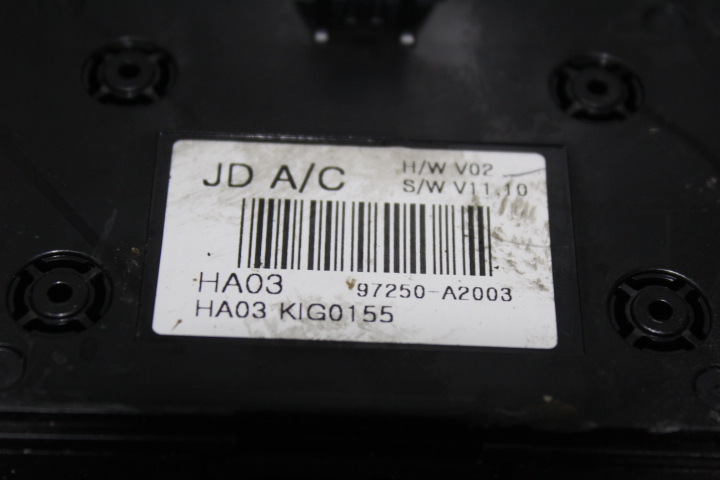 JD A/C
H/W V02
S/W V11.10
HA03 97250-A2003
HA03 KIG0155